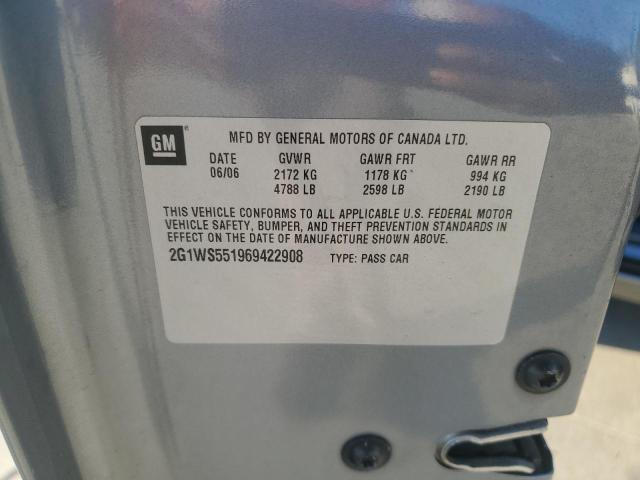 GM
MFD BY GENERAL MOTORS OF CANADA LTD.
DATE GVWR GAWR FRT GAWR RR
06/06 2172 KG 1178 KG 994 KG
4788 LB 2598 LB 2190 LB
THIS VEHICLE CONFORMS TO ALL APPLICABLE U.S. FEDERAL MOTOR
VEHICLE SAFETY, BUMPER, AND THEFT PREVENTION STANDARDS IN
EFFECT ON THE DATE OF MANUFACTURE SHOWN ABOVE.
2G1WS551969422908 TYPE: PASS CAR